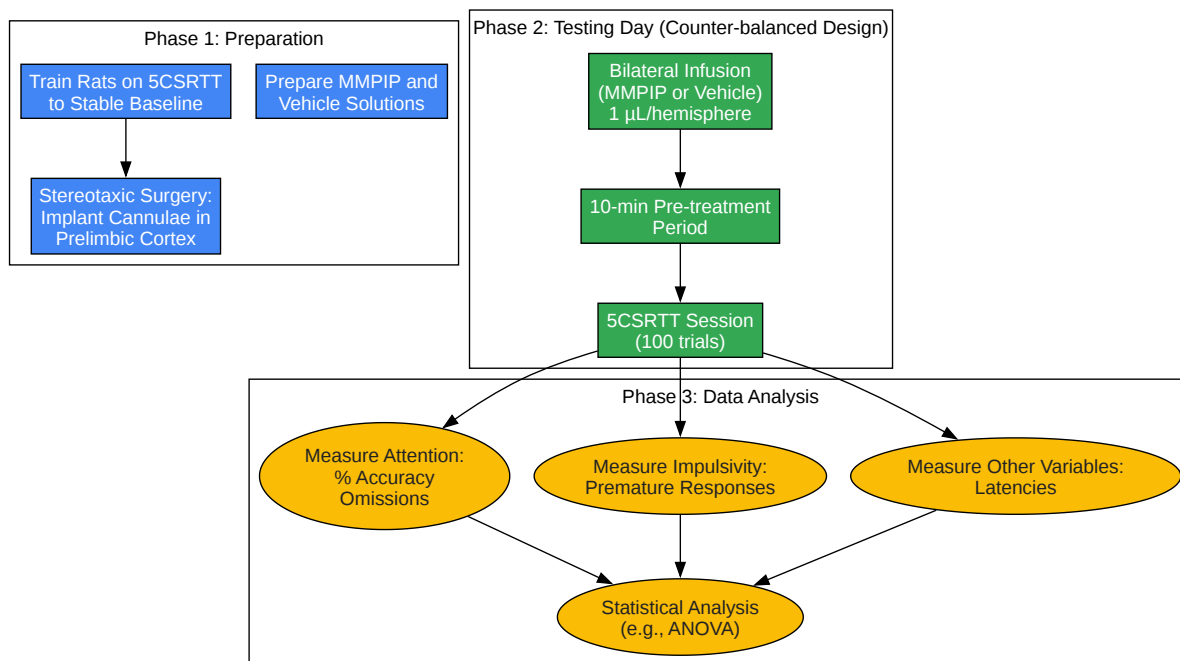 Phase 1: Preparation
Train Rats on 5CSRTT
to Stable Baseline
Prepare MMPIP and
Vehicle Solutions
Stereotaxic Surgery:
Implant Cannulae in
Prelimbic Cortex
Phase 2: Testing Day (Counter-balanced Design)
Bilateral Infusion
(MMPIP or Vehicle)
1 µL/hemisphere
10-min Pre-treatment
Period
5CSRTT Session
(100 trials)
Phase 3: Data Analysis
Measure Attention:
% Accuracy
Omissions
Measure Impulsivity:
Premature Responses
Measure Other Variables:
Latencies
Statistical Analysis
(e.g., ANOVA)